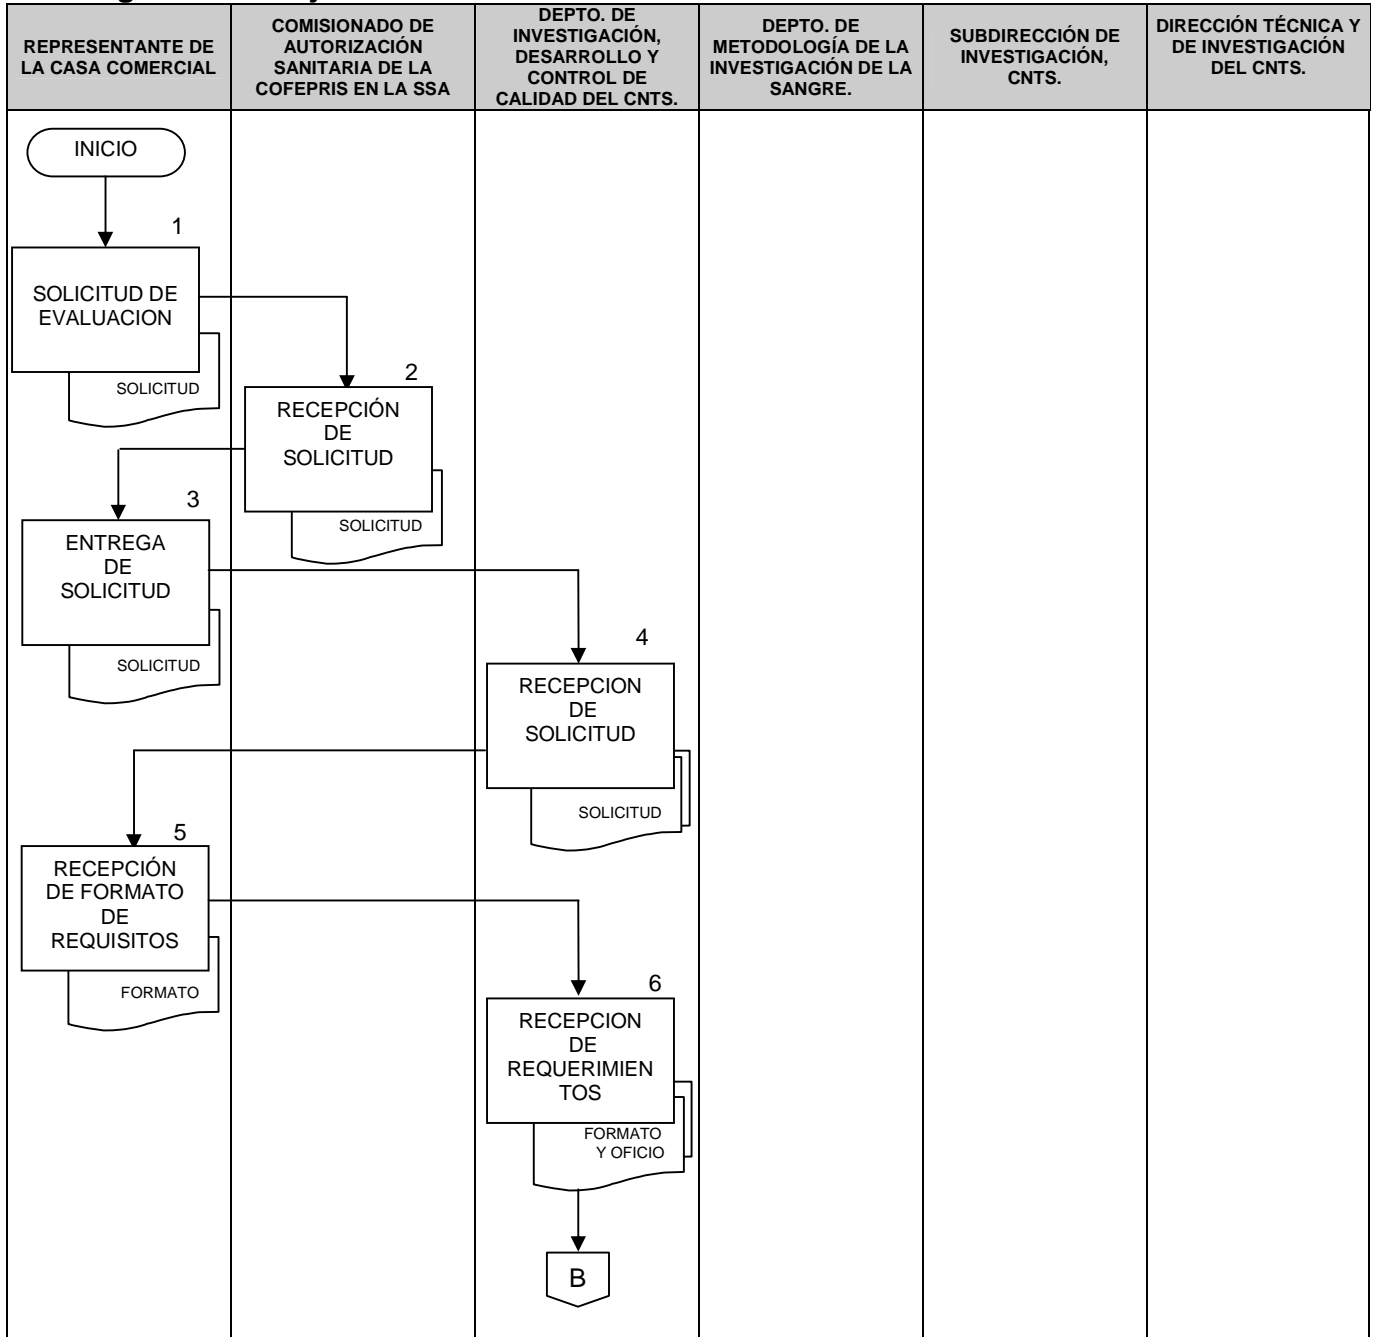 REPRESENTANTE DE
LA CASA COMERCIAL
COMISIONADO DE
AUTORIZACIÓN
SANITARIA DE LA
COFEPRIS EN LA SSA
DEPTO. DE
INVESTIGACIÓN,
DESARROLLO Y
CONTROL DE
CALIDAD DEL CNTS.
DEPTO. DE
METODOLOGÍA DE LA
INVESTIGACIÓN DE LA
SANGRE.
SUBDIRECCIÓN DE
INVESTIGACIÓN,
CNTS.
DIRECCIÓN TÉCNICA Y
DE INVESTIGACIÓN
DEL CNTS.
INICIO
1
SOLICITUD DE
EVALUACION
SOLICITUD
2
RECEPCIÓN
DE
SOLICITUD
SOLICITUD
3
ENTREGA
DE
SOLICITUD
SOLICITUD
4
RECEPCION
DE
SOLICITUD
SOLICITUD
5
RECEPCIÓN
DE FORMATO
DE
REQUISITOS
FORMATO
6
RECEPCION
DE
REQUERIMIEN
TOS
FORMATO
Y OFICIO
B